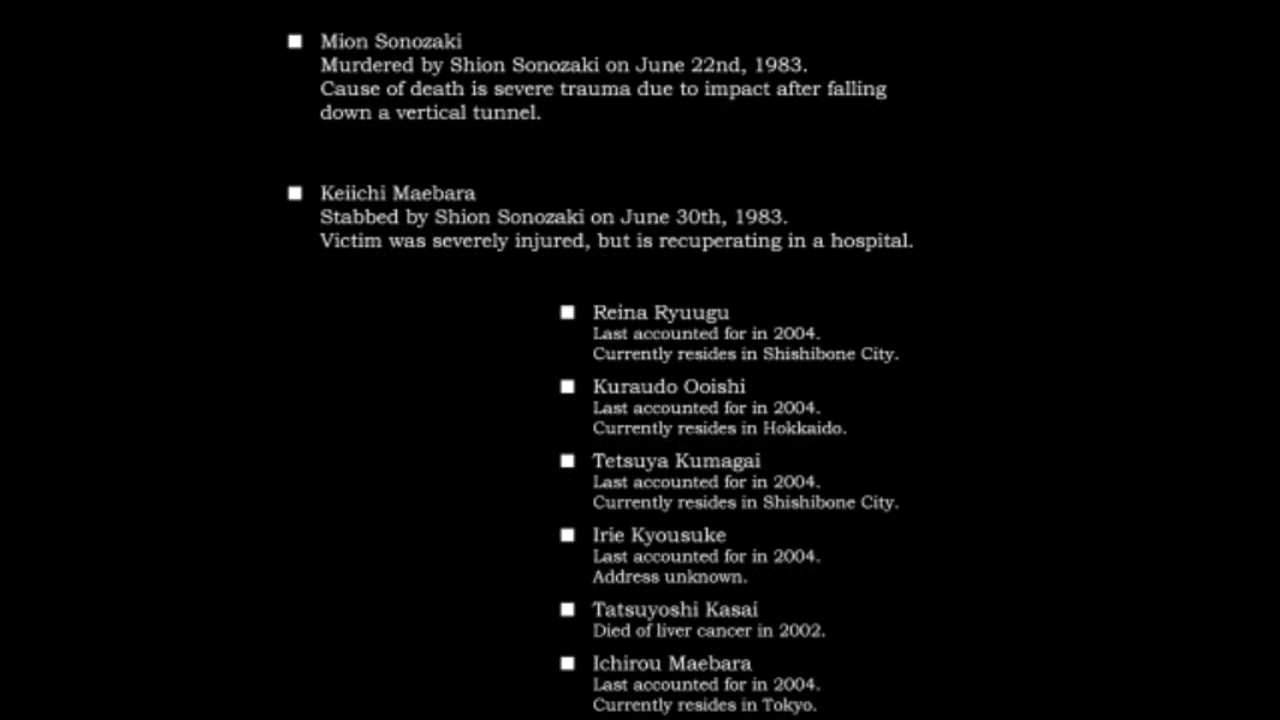 ■ Mion Sonozaki
Murdered by Shion Sonozaki on June 22nd, 1983.
Cause of death is severe trauma due to impact after falling
down a vertical tunnel.
■ Keiichi Maebara
Stabbed by Shion Sonozaki on June 30th, 1983.
Victim was severely injured, but is recuperating in a hospital.
■ Reina Ryuugu
Last accounted for in 2004.
Currently resides in Shishibone City.
■ Kuraudo Ooishi
Last accounted for in 2004.
Currently resides in Hokkaido.
■ Tetsuya Kumagai
Last accounted for in 2004.
Currently resides in Shishibone City.
■ Irie Kyousuke
Last accounted for in 2004.
Address unknown.
■ Tatsuyoshi Kasai
Died of liver cancer in 2002.
■ Ichirou Maebara
Last accounted for in 2004.
Currently resides in Tokyo.